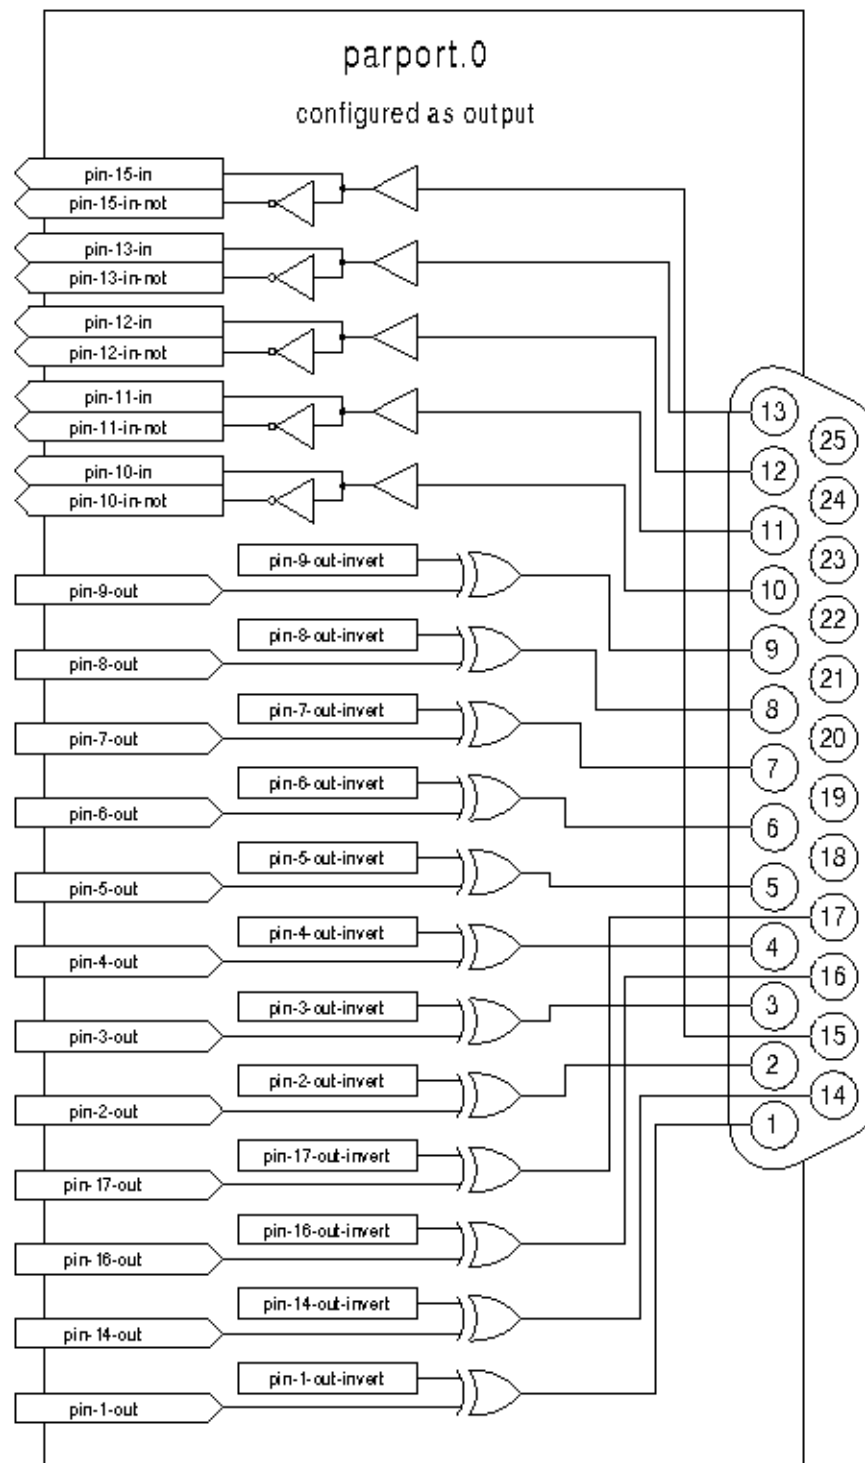 parport.0
configured as output
pin-15-in
pin-15-in-not
pin-13-in
pin-13-in-not
pin-12-in
pin-12-in-not
pin-11-in
pin-11-in-not
pin-10-in
pin-10-in-not
pin-9-out-invert
pin-9-out
pin-8-out-invert
pin-8-out
pin-7-out-invert
pin-7-out
pin-6-out-invert
pin-6-out
pin-5-out-invert
pin-5-out
pin-4-out-invert
pin-4-out
pin-3-out-invert
pin-3-out
pin-2-out-invert
pin-2-out
pin-17-out-invert
pin-17-out
pin-16-out-invert
pin-16-out
pin-14-out-invert
pin-14-out
pin-1-out-invert
pin-1-out
13
25
12
24
11
23
10
22
9
21
8
20
7
19
6
18
5
17
4
16
3
15
2
14
1